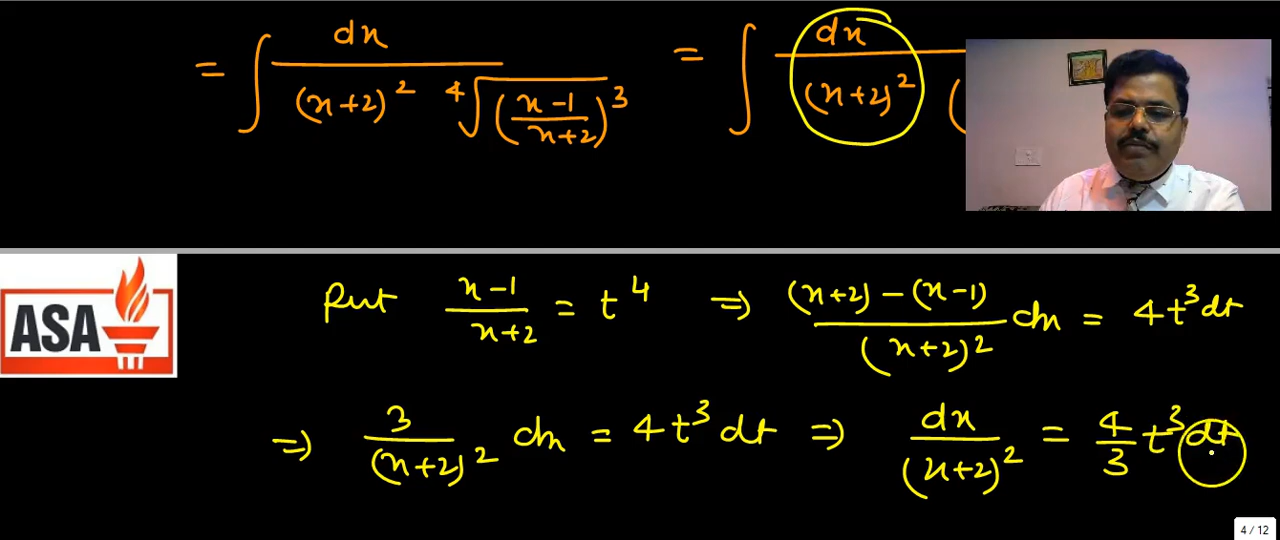 = ∫ dx / (x+2)² ⁴√((x-1)/(x+2))³ = ∫ dx / (x+2)² (
ASA
Put (x-1)/(x+2) = t⁴ ⇒ ((x+2)-(x-1))/(x+2)² dx = 4t³dt
⇒ 3/(x+2)² dx = 4t³ dt ⇒ dx/(x+2)² = 4/3 t³ dt
4 / 12